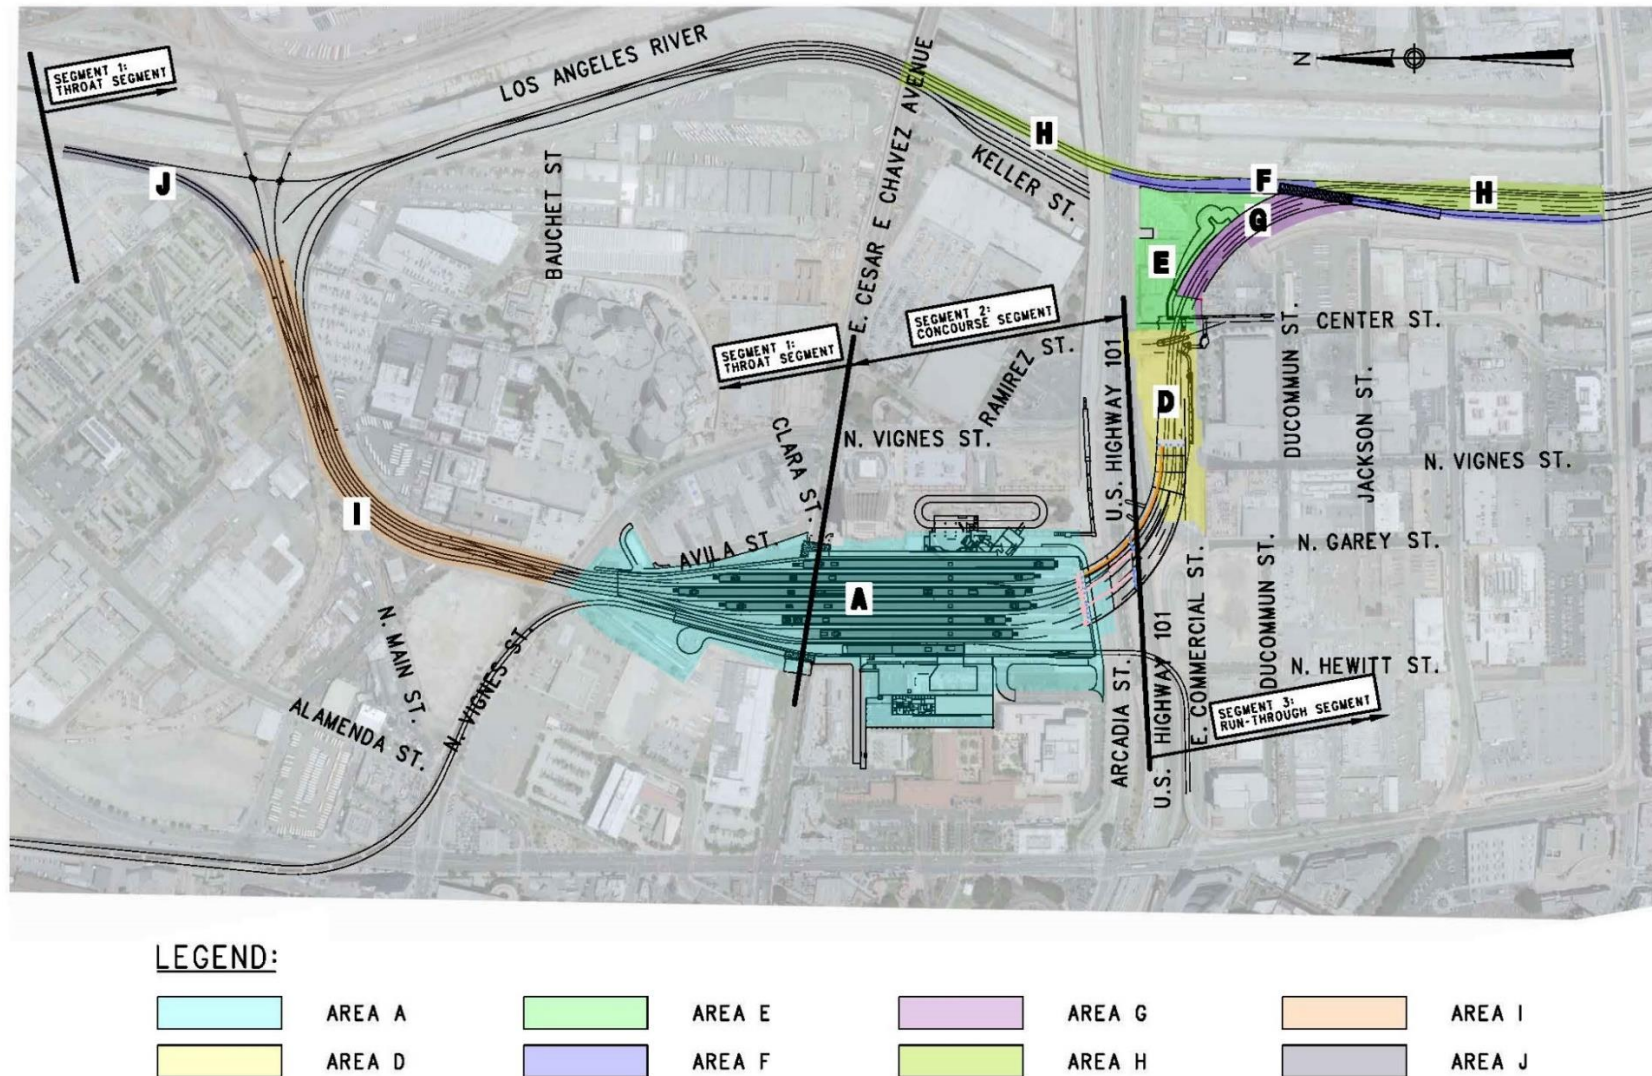 SEGMENT 1:
THROAT SEGMENT
LOS ANGELES RIVER
E. CESAR E CHAVEZ AVENUE
N
J
H
KELLER ST.
F
H
G
BAUCHET ST
E
SEGMENT 2:
CONCOURSE SEGMENT
SEGMENT 1:
THROAT SEGMENT
RAMIREZ ST.
U.S. HIGHWAY 101
CENTER ST.
DUCOMMUN ST.
JACKSON ST.
D
CLARA ST.
N. VIGNES ST.
N. VIGNES ST.
I
AVILA ST.
A
N. GAREY ST.
E. COMMERCIAL ST.
DUCOMMUN ST.
N. HEWITT ST.
N. MAIN ST.
N. VIGNES ST.
ALAMENDA ST.
ARCADIA ST.
U.S. HIGHWAY 101
SEGMENT 3:
RUN-THROUGH SEGMENT
LEGEND:
AREA A
AREA E
AREA G
AREA I
AREA D
AREA F
AREA H
AREA J